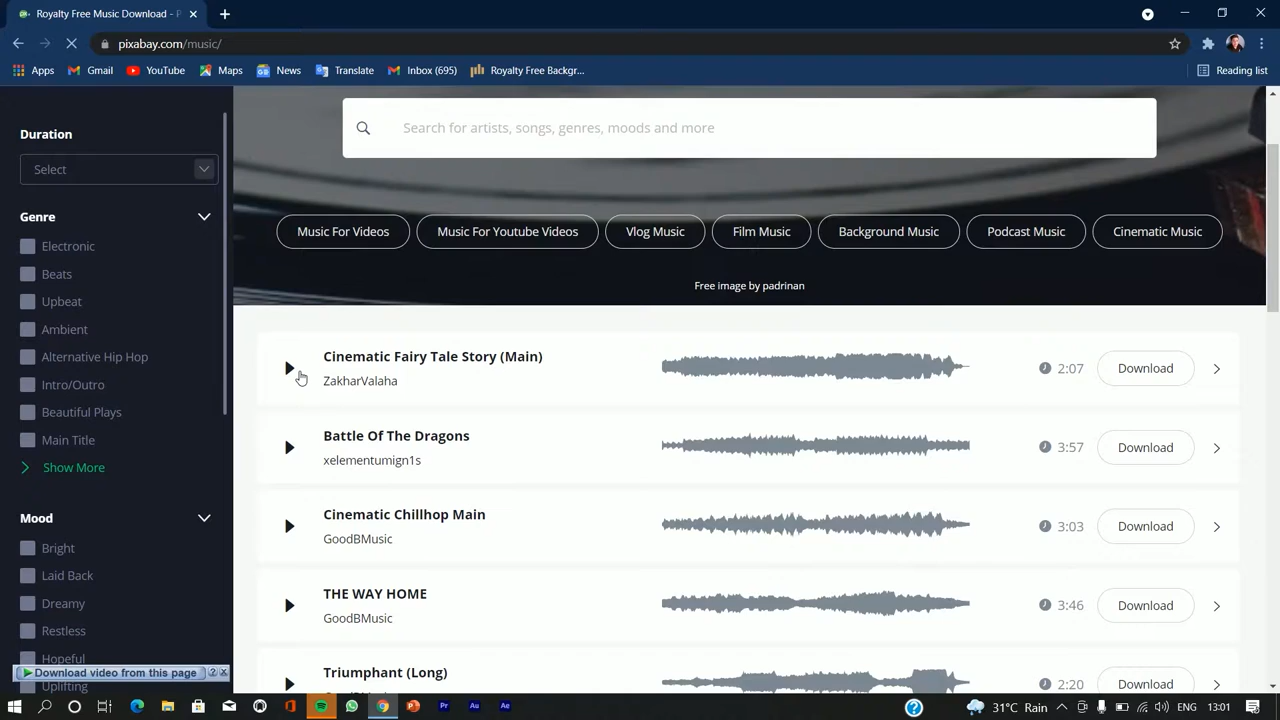 Royalty Free Music Download - P
pixabay.com/music/
Apps
Gmail
YouTube
Maps
News
Translate
Inbox (695)
Royalty Free Backgr...
Reading list
Duration
Select
Genre
Electronic
Beats
Upbeat
Ambient
Alternative Hip Hop
Intro/Outro
Beautiful Plays
Main Title
Show More
Mood
Bright
Laid Back
Dreamy
Restless
Hopeful
Uplifting
Download video from this page
Search for artists, songs, genres, moods and more
Music For Videos
Music For Youtube Videos
Vlog Music
Film Music
Background Music
Podcast Music
Cinematic Music
Free image by padrinan
Cinematic Fairy Tale Story (Main)
ZakharValaha
2:07
Download
Battle Of The Dragons
xelementumign1s
3:57
Download
Cinematic Chillhop Main
GoodBMusic
3:03
Download
THE WAY HOME
GoodBMusic
3:46
Download
Triumphant (Long)
2:20
Download
Pr
Au
Ae
31°C Rain
ENG
13:01